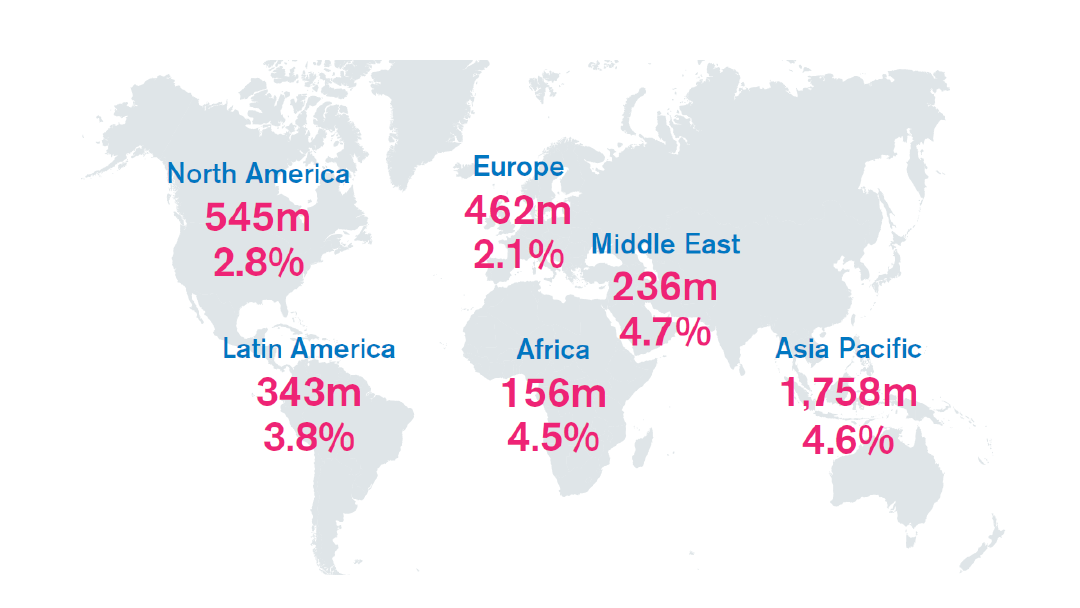 North America
545m
2.8%
Europe
462m
2.1%
Middle East
236m
4.7%
Latin America
343m
3.8%
Africa
156m
4.5%
Asia Pacific
1,758m
4.6%